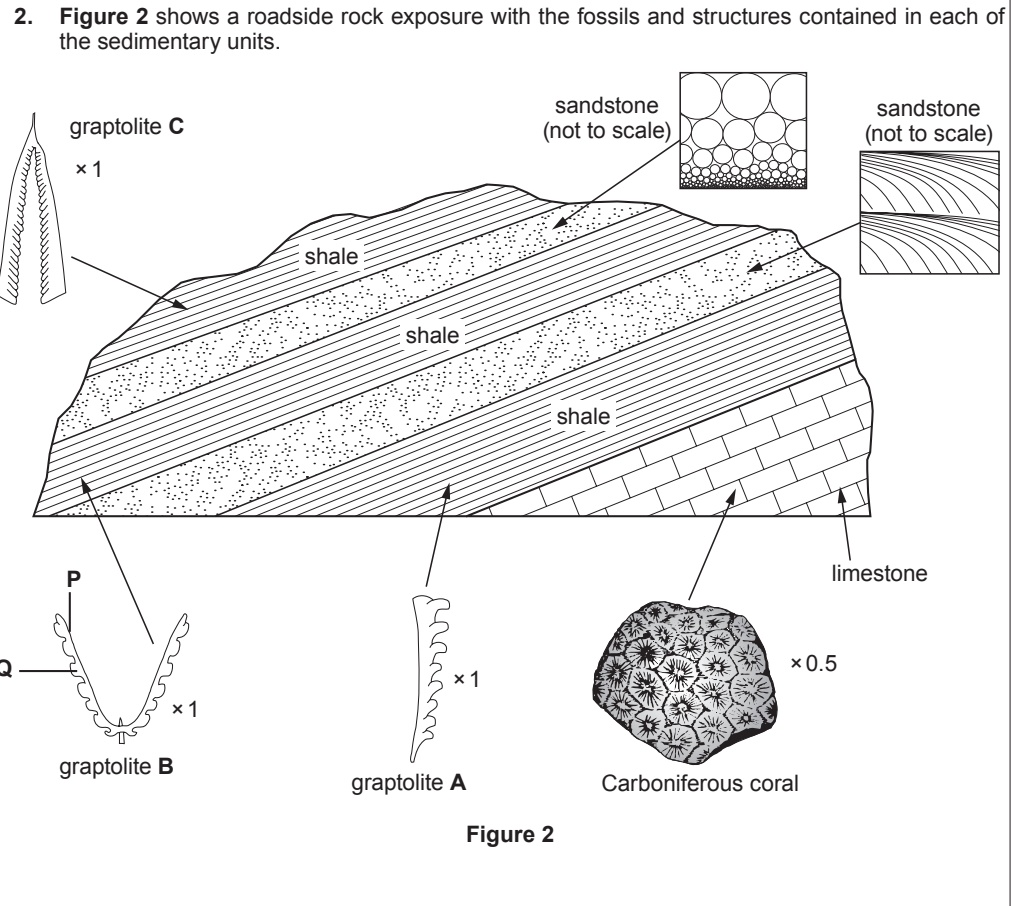 2. Figure 2 shows a roadside rock exposure with the fossils and structures contained in each of
the sedimentary units.
graptolite C
× 1
sandstone
(not to scale)
sandstone
(not to scale)
shale
shale
shale
limestone
P
Q
× 1
graptolite B
× 1
graptolite A
× 0.5
Carboniferous coral
Figure 2